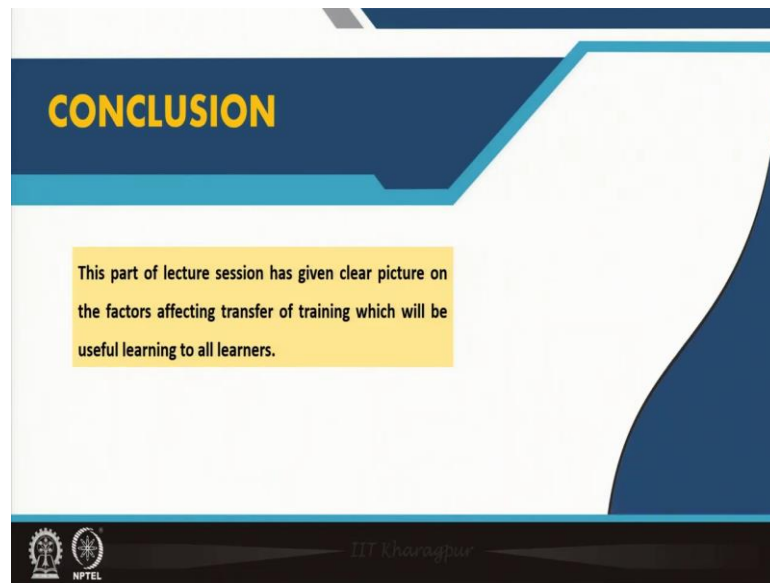 CONCLUSION
This part of lecture session has given clear picture on
the factors affecting transfer of training which will be
useful learning to all learners.
IIT Kharagpur
NPTEL